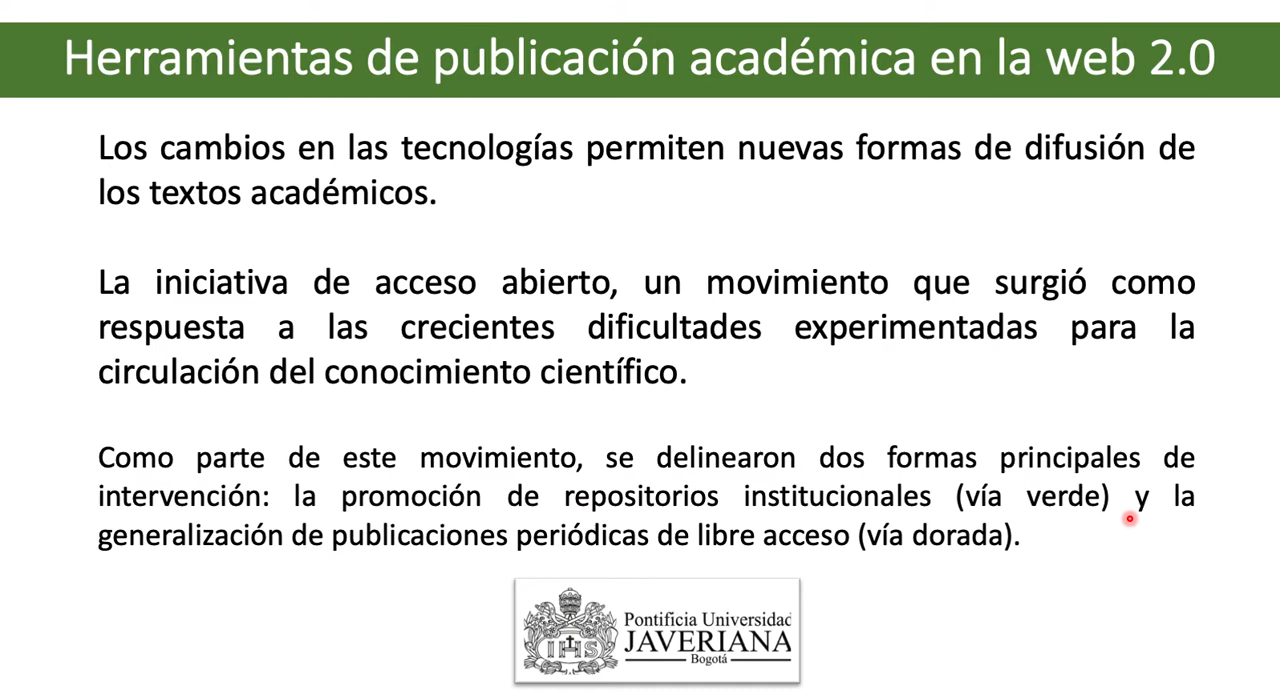 Herramientas de publicación académica en la web 2.0
Los cambios en las tecnologías permiten nuevas formas de difusión de
los textos académicos.
La iniciativa de acceso abierto, un movimiento que surgió como
respuesta a las crecientes dificultades experimentadas para la
circulación del conocimiento científico.
Como parte de este movimiento, se delinearon dos formas principales de
intervención: la promoción de repositorios institucionales (vía verde) y la
generalización de publicaciones periódicas de libre acceso (vía dorada).
IHS
Pontificia Universidad
JAVERIANA
Bogotá